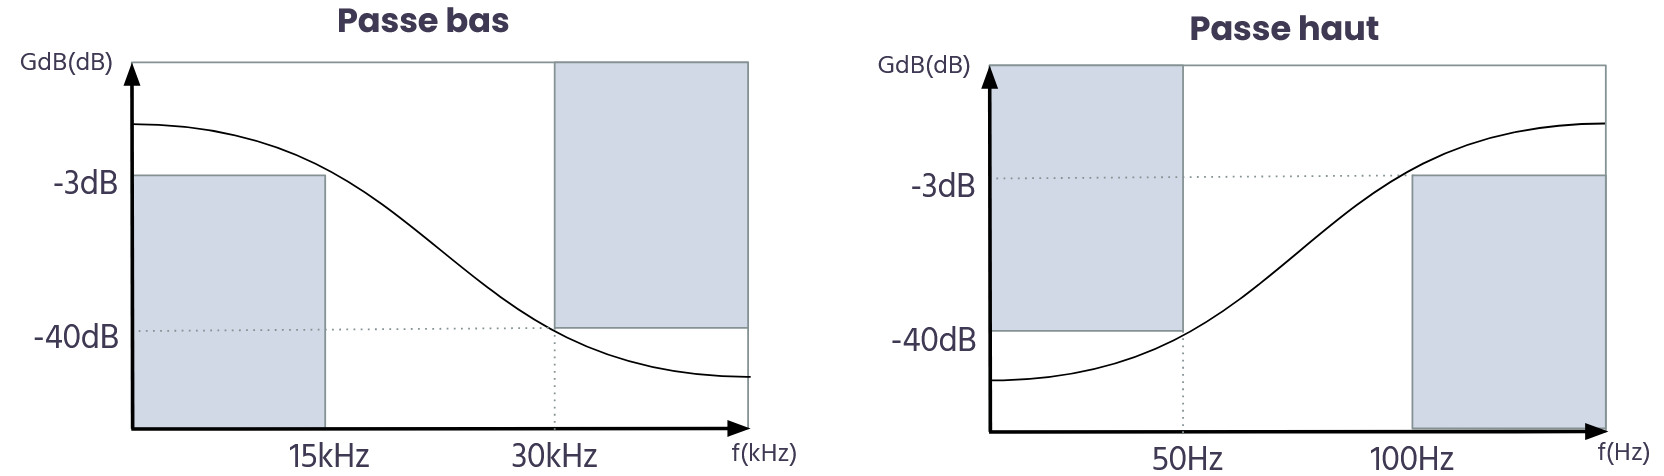 Passe bas
GdB(dB)
-3dB
-40dB
15kHz
30kHz
f(kHz)
Passe haut
GdB(dB)
-3dB
-40dB
50Hz
100Hz
f(Hz)